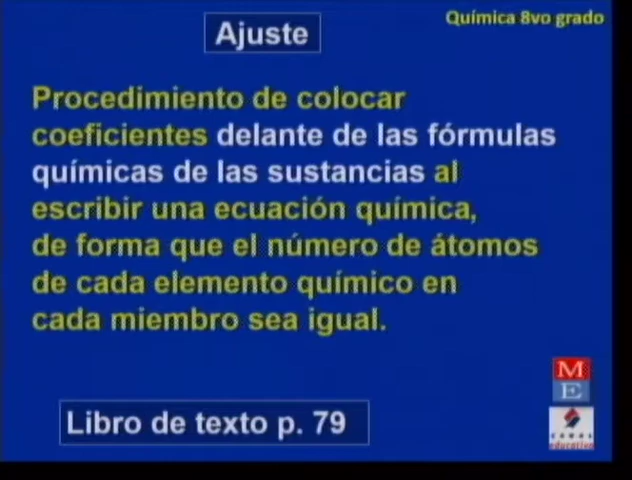 Química 8vo grado
Ajuste
Procedimiento de colocar
coeficientes delante de las fórmulas
químicas de las sustancias al
escribir una ecuación química,
de forma que el número de átomos
de cada elemento químico en
cada miembro sea igual.
M
E
Libro de texto p. 79
educativa